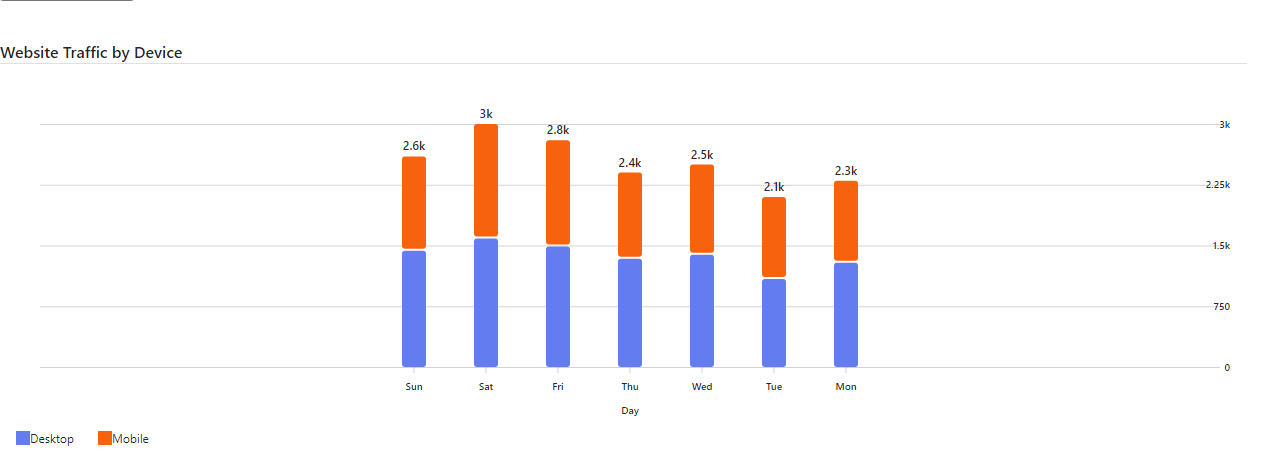 Website Traffic by Device
2.6k 3k 2.8k 2.4k 2.5k 2.1k 2.3k
3k
2.25k
1.5k
750
0
Sun Sat Fri Thu Wed Tue Mon
Day
Desktop Mobile